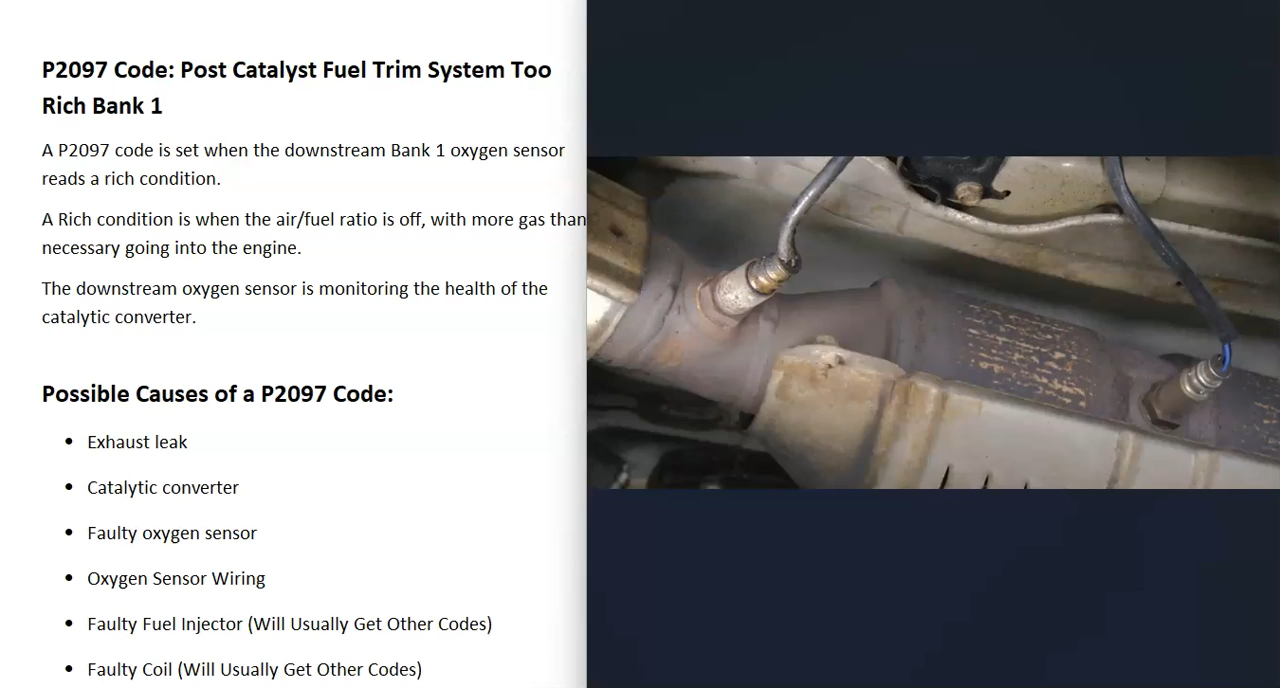 P2097 Code: Post Catalyst Fuel Trim System Too
Rich Bank 1
A P2097 code is set when the downstream Bank 1 oxygen sensor
reads a rich condition.
A Rich condition is when the air/fuel ratio is off, with more gas than
necessary going into the engine.
The downstream oxygen sensor is monitoring the health of the
catalytic converter.
Possible Causes of a P2097 Code:
• Exhaust leak
• Catalytic converter
• Faulty oxygen sensor
• Oxygen Sensor Wiring
• Faulty Fuel Injector (Will Usually Get Other Codes)
• Faulty Coil (Will Usually Get Other Codes)